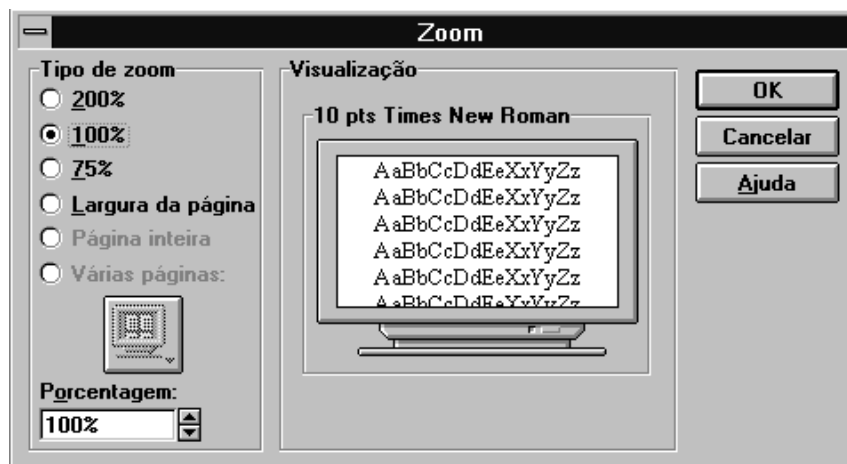 Zoom
Tipo de zoom
200%
100%
75%
Largura da página
Página inteira
Várias páginas:
Porcentagem:
100%
Visualização
10 pts Times New Roman
AaBbCcDdEeXxYyZz
AaBbCcDdEeXxYyZz
AaBbCcDdEeXxYyZz
AaBbCcDdEeXxYyZz
AaBbCcDdEeXxYyZz
AaBbCcDdEeXxYyZz
OK
Cancelar
Ajuda